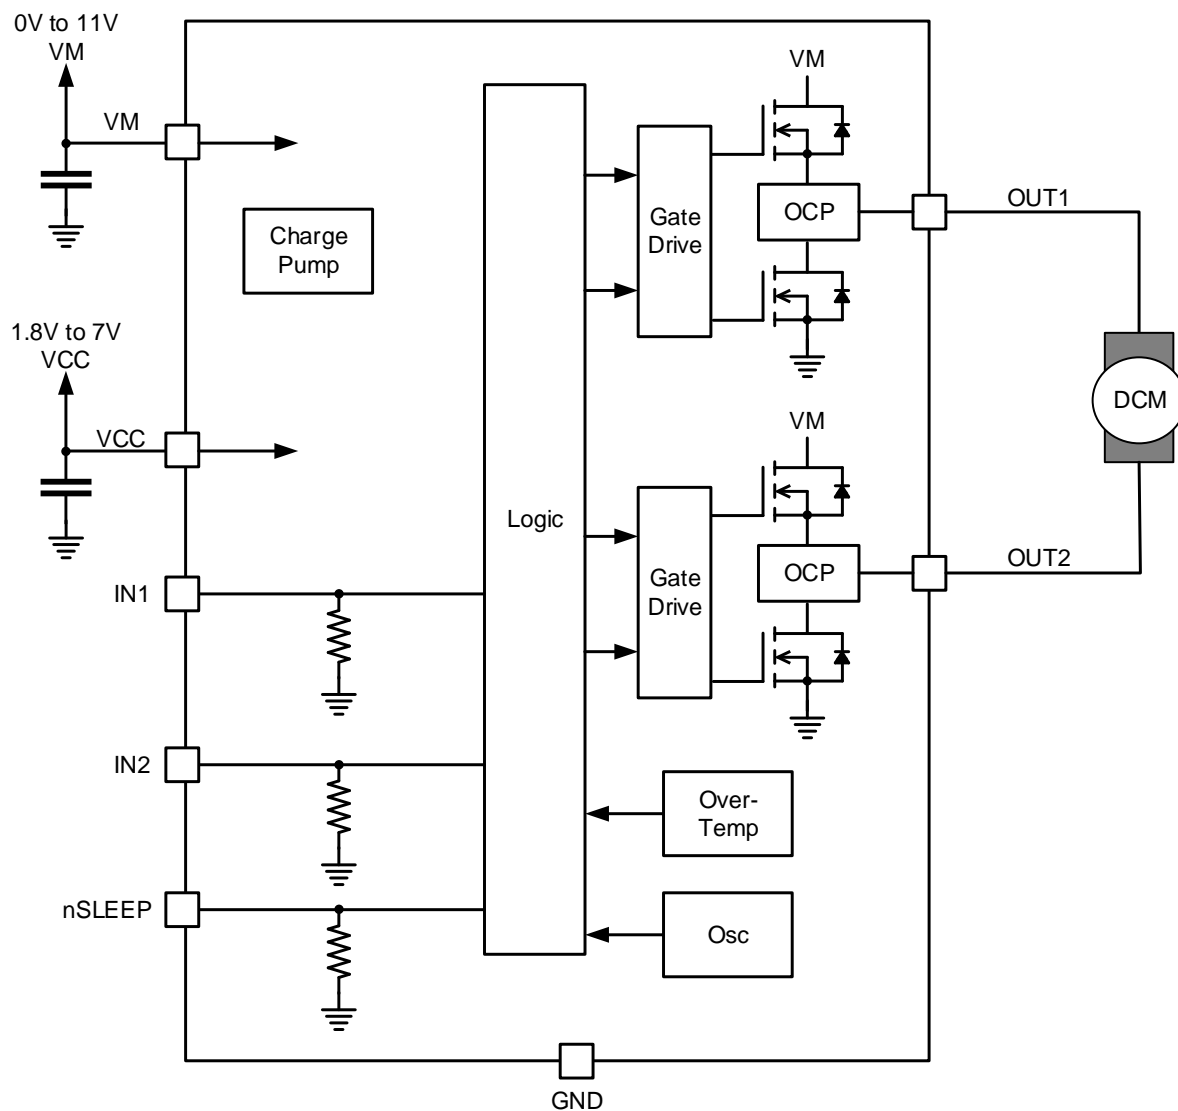 0V to 11V
VM
VM
VM
Charge
Pump
Gate
Drive
OCP
OUT1
1.8V to 7V
VCC
VCC
VM
DCM
Logic
Gate
Drive
OCP
OUT2
IN1
IN2
Over-
Temp
nSLEEP
Osc
GND